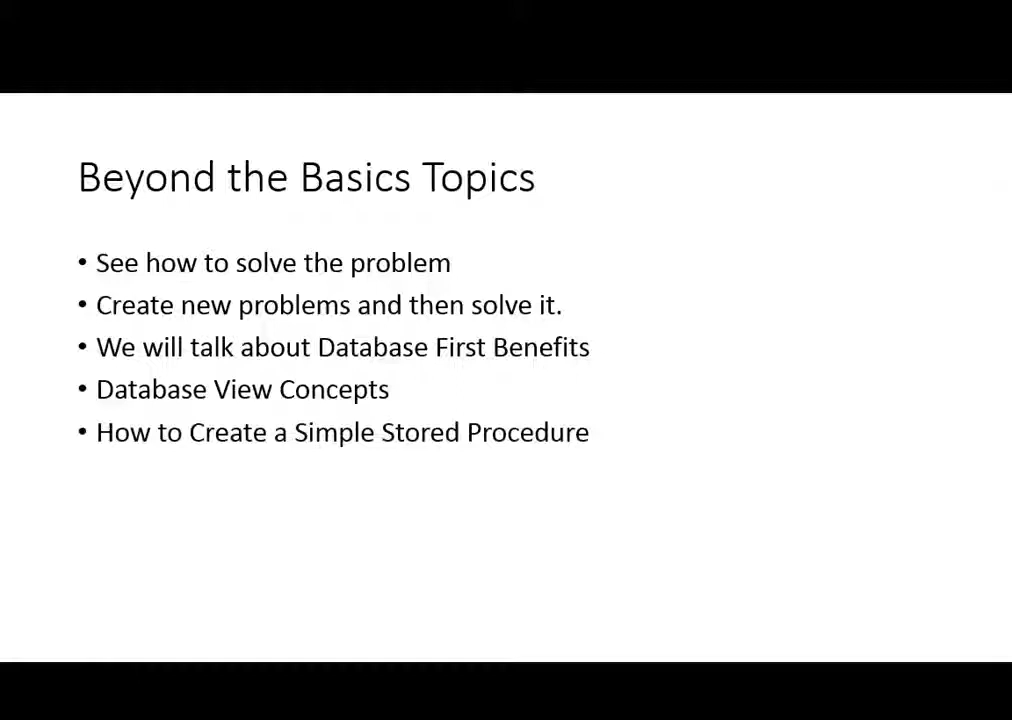 Beyond the Basics Topics
• See how to solve the problem
• Create new problems and then solve it.
• We will talk about Database First Benefits
• Database View Concepts
• How to Create a Simple Stored Procedure